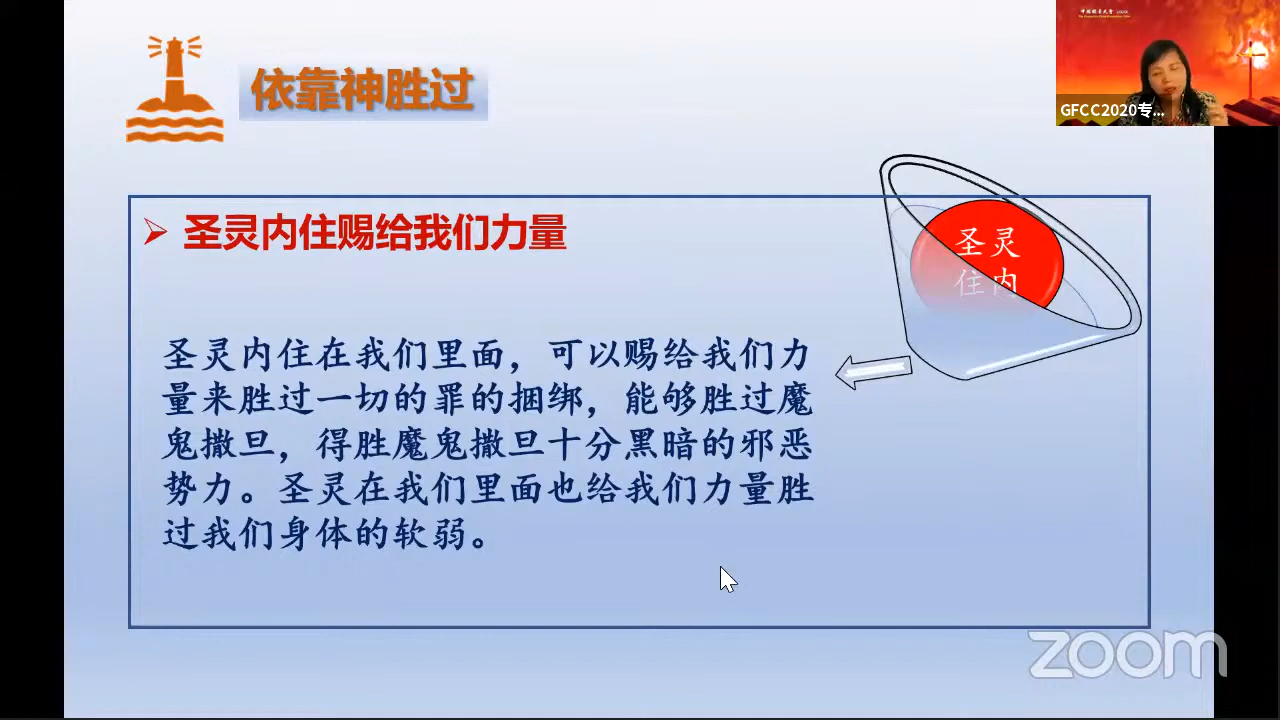 依靠神胜过
GFCC2020专...
圣灵内住赐给我们力量
圣灵
住内
圣灵内住在我们里面，可以赐给我们力
量来胜过一切的罪的捆绑，能够胜过魔
鬼撒旦，得胜魔鬼撒旦十分黑暗的邪恶
势力。圣灵在我们里面也给我们力量胜
过我们身体的软弱。
zoom